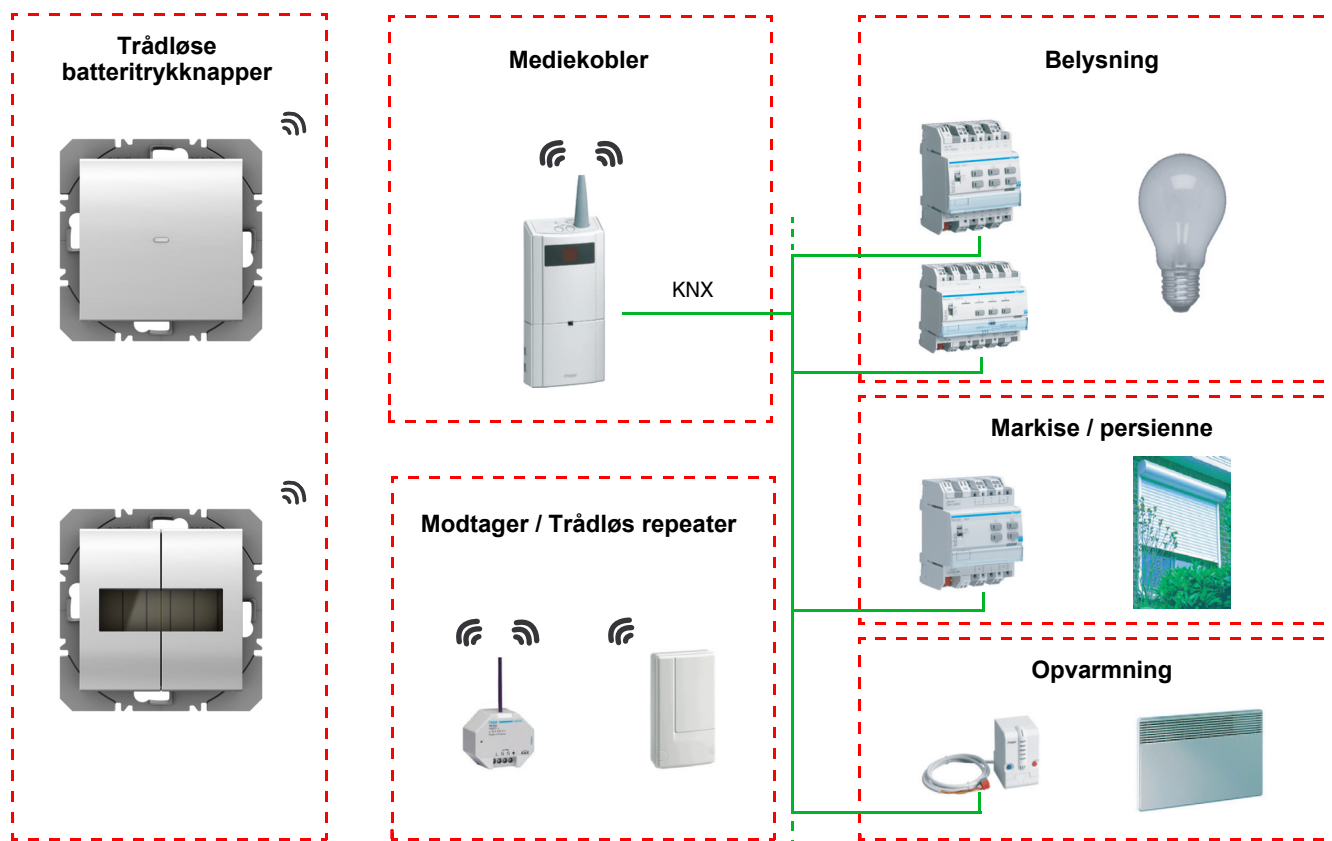 Trådløse
batteritrykknapper
Mediekobler
KNX
Modtager / Trådløs repeater
Belysning
Markise / persienne
Opvarmning